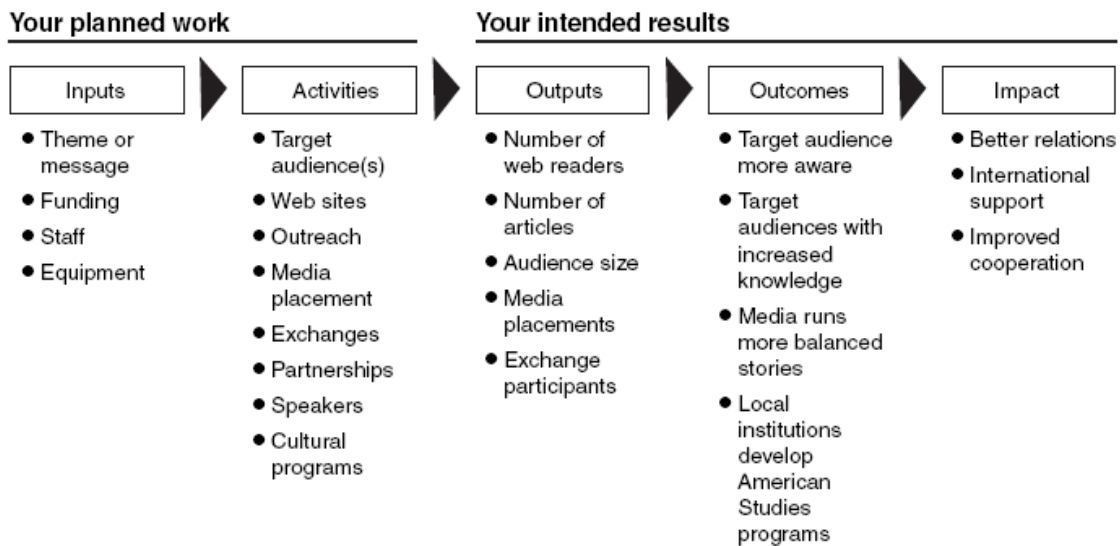 Your planned work
Your intended results
Inputs
Activities
Outputs
Outcomes
Impact
● Theme or
message
● Funding
● Staff
● Equipment
● Target
audience(s)
● Web sites
● Outreach
● Media
placement
● Exchanges
● Partnerships
● Speakers
● Cultural
programs
● Number of
web readers
● Number of
articles
● Audience size
● Media
placements
● Exchange
participants
● Target audience
more aware
● Target
audiences with
increased
knowledge
● Media runs
more balanced
stories
● Local
institutions
develop
American
Studies
programs
● Better relations
● International
support
● Improved
cooperation